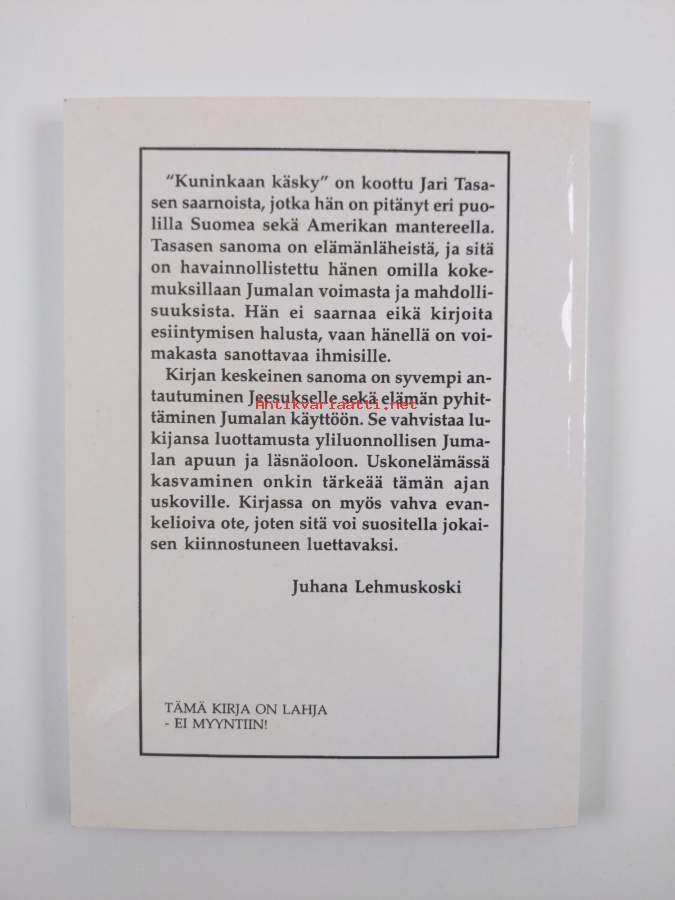 “Kuninkaan käsky” on koottu Jari Tasa-
sen saarnoista, jotka hän on pitänyt eri puo-
lilla Suomea sekä Amerikan mantereella.
Tasasen sanoma on elämänläheistä, ja sitä
on havainnollistettu hänen omilla koke-
muksillaan Jumalan voimasta ja mahdolli-
suuksista. Hän ei saarnaa eikä kirjoita
esiintymisen halusta, vaan hänellä on voi-
makasta sanottavaa ihmisille.
Kirjan keskeinen sanoma on syvempi an-
tautuminen Jeesukselle sekä elämän pyhit-
Antikvariaatti.net
täminen Jumalan käyttöön. Se vahvistaa lu-
kijansa luottamusta yliluonnollisen Juma-
lan apuun ja läsnäoloon. Uskonelämässä
kasvaminen onkin tärkeää tämän ajan
uskoville. Kirjassa on myös vahva evan-
kelioiva ote, joten sitä voi suositella jokai-
sen kiinnostuneen luettavaksi.
Juhana Lehmuskoski
TÄMÄ KIRJA ON LAHJA
- EI MYYNTIIN!